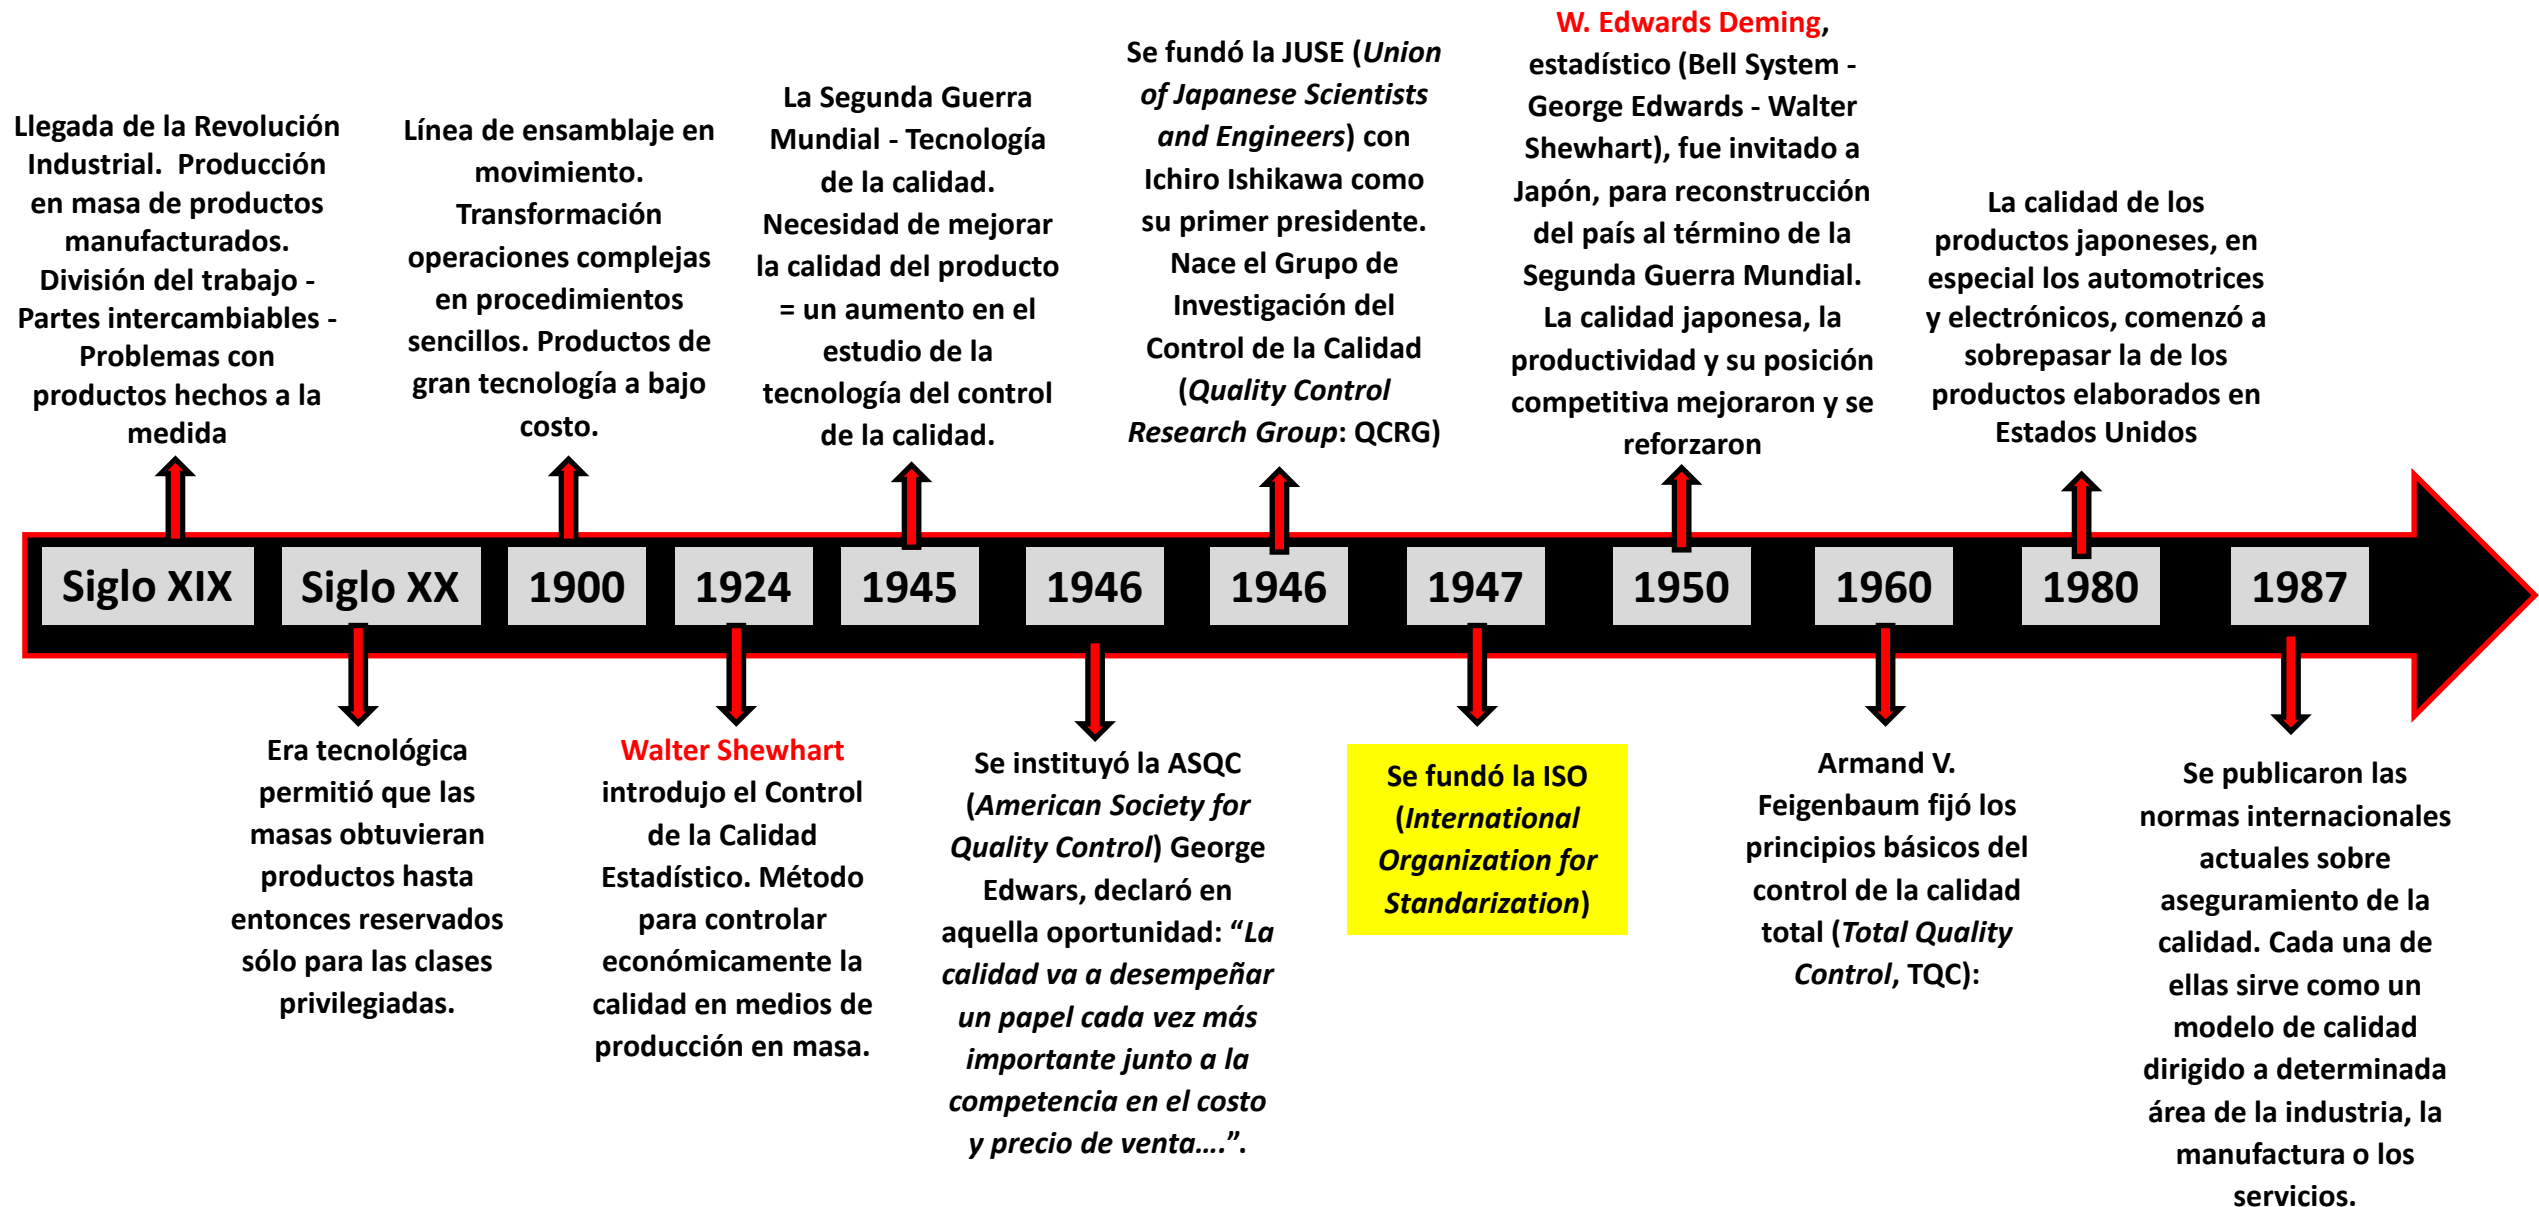 Llegada de la Revolución
Industrial. Producción
en masa de productos
manufacturados.
División del trabajo -
Partes intercambiables -
Problemas con
productos hechos a la
medida
Línea de ensamblaje en
movimiento.
Transformación
operaciones complejas
en procedimientos
sencillos. Productos de
gran tecnología a bajo
costo.
La Segunda Guerra
Mundial - Tecnología
de la calidad.
Necesidad de mejorar
la calidad del producto
= un aumento en el
estudio de la
tecnología del control
de la calidad.
Se fundó la JUSE (Union
of Japanese Scientists
and Engineers) con
Ichiro Ishikawa como
su primer presidente.
Nace el Grupo de
Investigación del
Control de la Calidad
(Quality Control
Research Group: QCRG)
W. Edwards Deming,
estadístico (Bell System -
George Edwards - Walter
Shewhart), fue invitado a
Japón, para reconstrucción
del país al término de la
Segunda Guerra Mundial.
La calidad japonesa, la
productividad y su posición
competitiva mejoraron y se
reforzaron
La calidad de los
productos japoneses, en
especial los automotrices
y electrónicos, comenzó a
sobrepasar la de los
productos elaborados en
Estados Unidos
Siglo XIX
Siglo XX
1900
1924
1945
1946
1946
1947
1950
1960
1980
1987
Era tecnológica
permitió que las
masas obtuvieran
productos hasta
entonces reservados
sólo para las clases
privilegiadas.
Walter Shewhart
introdujo el Control
de la Calidad
Estadístico. Método
para controlar
económicamente la
calidad en medios de
producción en masa.
Se instituyó la ASQC
(American Society for
Quality Control) George
Edwars, declaró en
aquella oportunidad: “La
calidad va a desempeñar
un papel cada vez más
importante junto a la
competencia en el costo
y precio de venta….”.
Se fundó la ISO
(International
Organization for
Standarization)
Armand V.
Feigenbaum fijó los
principios básicos del
control de la calidad
total (Total Quality
Control, TQC):
Se publicaron las
normas internacionales
actuales sobre
aseguramiento de la
calidad. Cada una de
ellas sirve como un
modelo de calidad
dirigido a determinada
área de la industria, la
manufactura o los
servicios.